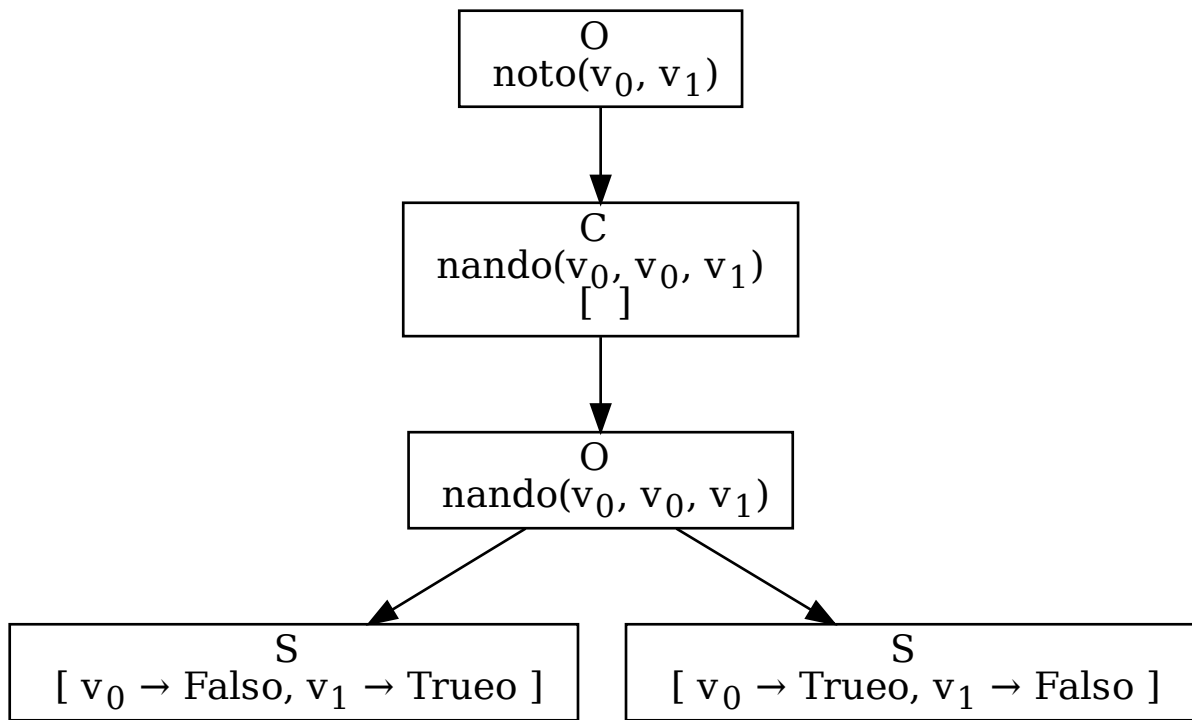 O
noto(v₀, v₁)
C
nando(v₀, v₀, v₁)
[ ]
O
nando(v₀, v₀, v₁)
S
[ v₀ → Falso, v₁ → Trueo ]
S
[ v₀ → Trueo, v₁ → Falso ]